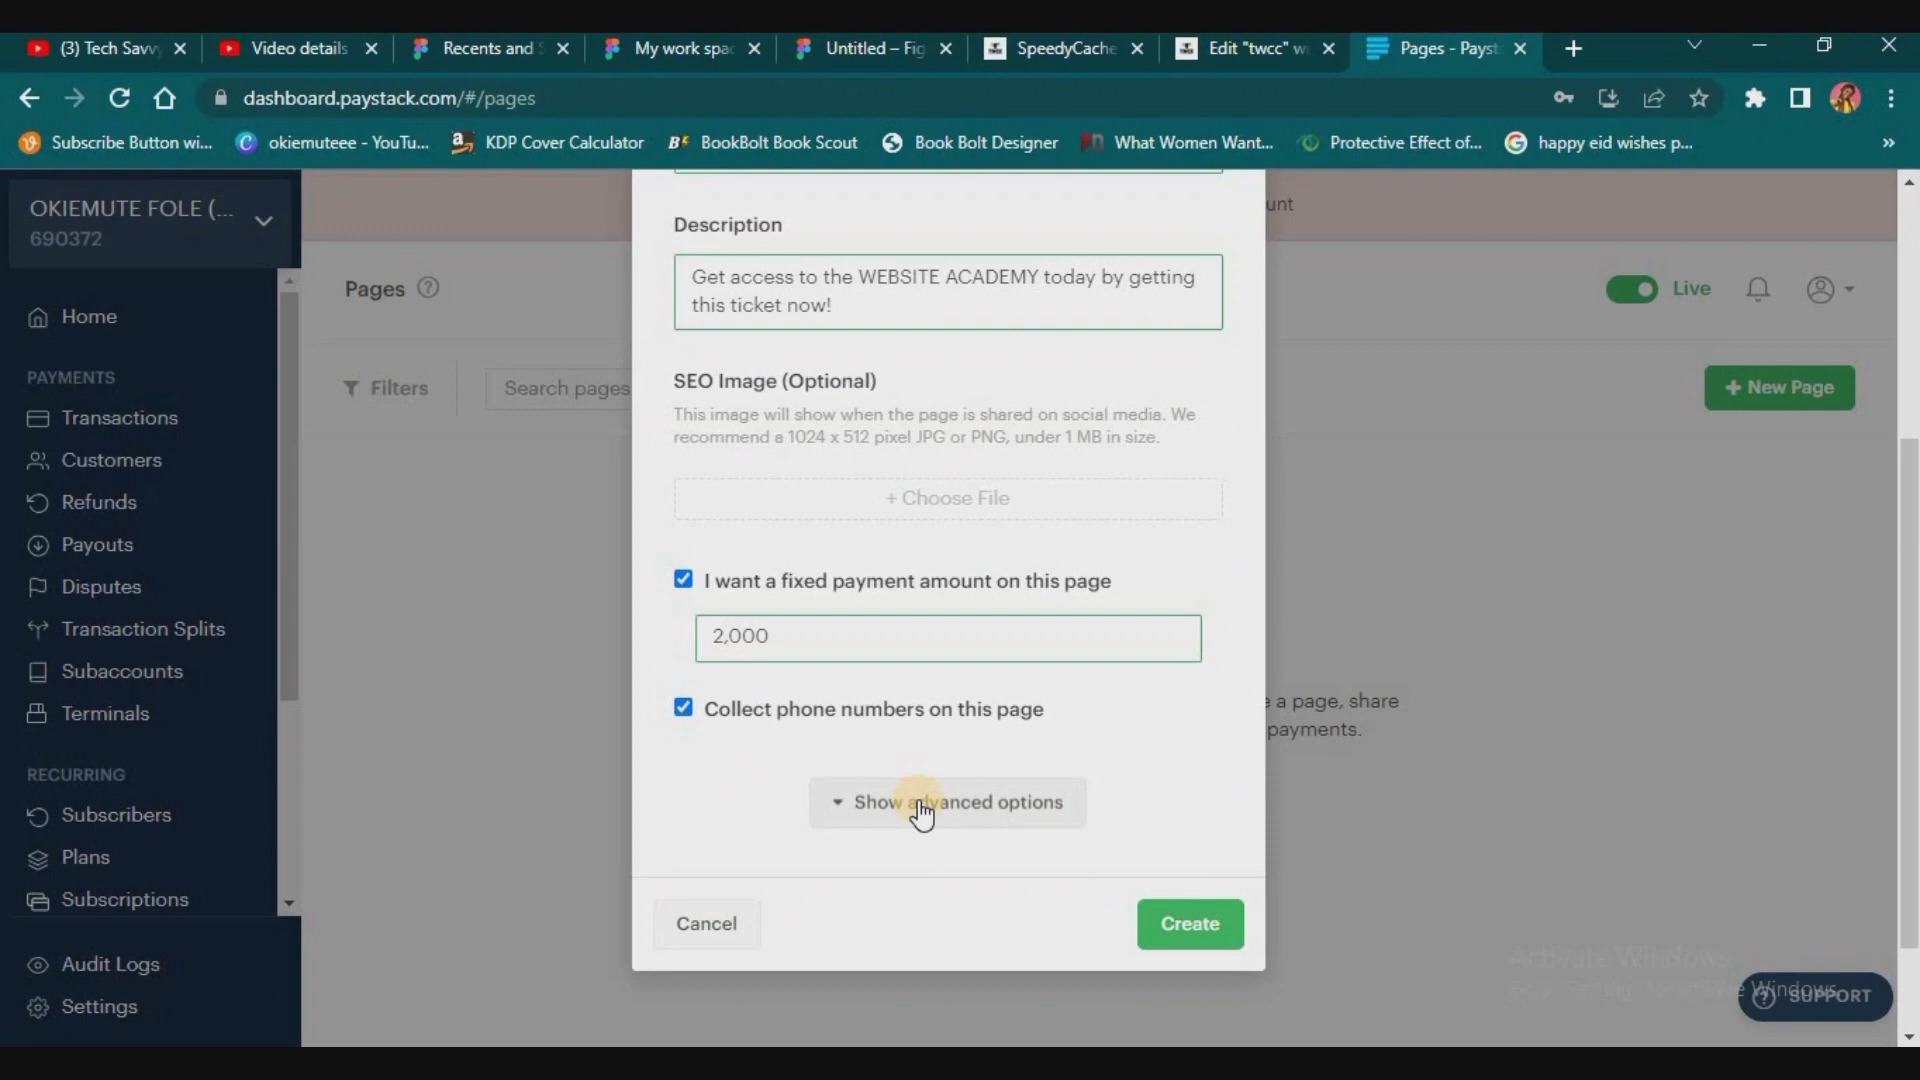 (3) Tech Savv
Video details
Recents and S
My work spac
Untitled – Fig
SpeedyCache
Edit "twcc" w
Pages - Payst
dashboard.paystack.com/#/pages
Subscribe Button wi...
okiemuteee - YouTu...
KDP Cover Calculator
BookBolt Book Scout
Book Bolt Designer
What Women Want...
Protective Effect of...
happy eid wishes p...
OKIEMUTE FOLE (...
690372
Home
PAYMENTS
Transactions
Customers
Refunds
Payouts
Disputes
Transaction Splits
Subaccounts
Terminals
RECURRING
Subscribers
Plans
Subscriptions
Audit Logs
Settings
unt
Pages
Live
Filters
Search pages
+ New Page
Description
Get access to the WEBSITE ACADEMY today by getting
this ticket now!
SEO Image (Optional)
This image will show when the page is shared on social media. We
recommend a 1024 x 512 pixel JPG or PNG, under 1 MB in size.
+ Choose File
I want a fixed payment amount on this page
2,000
Collect phone numbers on this page
Show advanced options
Cancel
Create
e a page, share
payments.
Activate Windows
SUPPORT